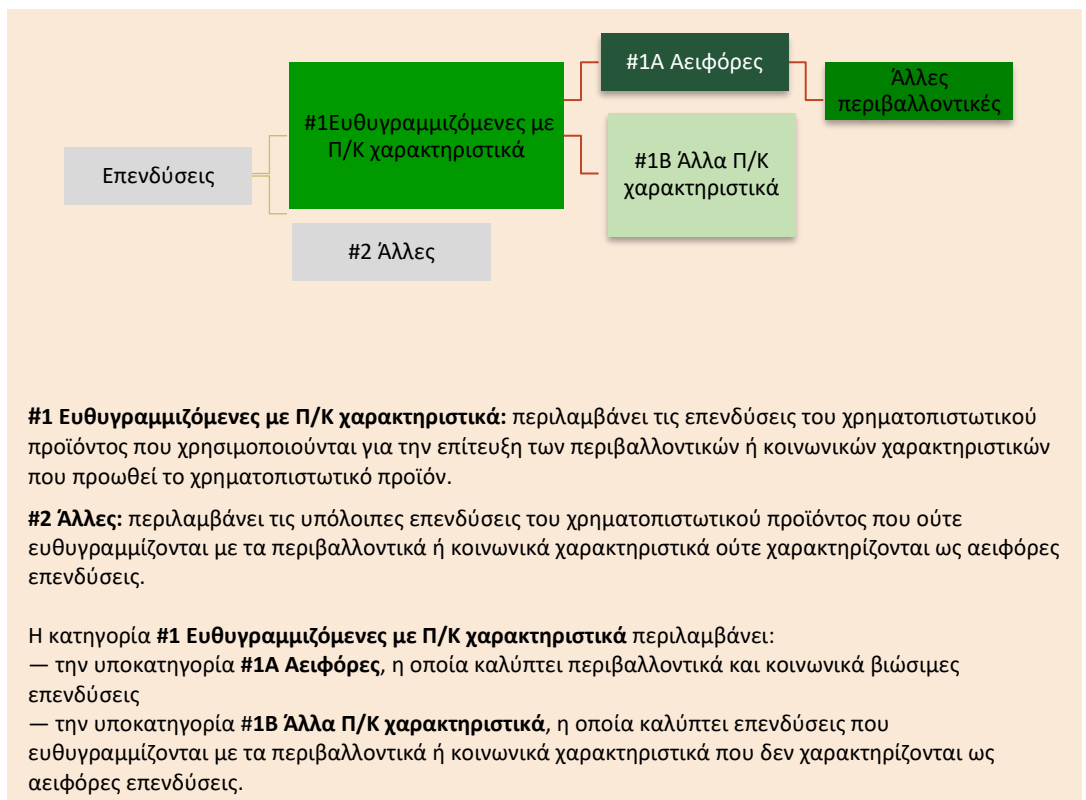 #1A Αειφόρες
Άλλες
περιβαλλοντικές
#1Ευθυγραμμιζόμενες με
Π/Κ χαρακτηριστικά
#1B Άλλα Π/Κ
χαρακτηριστικά
Επενδύσεις
#2 Άλλες
#1 Ευθυγραμμιζόμενες με Π/Κ χαρακτηριστικά: περιλαμβάνει τις επενδύσεις του χρηματοπιστωτικού
προϊόντος που χρησιμοποιούνται για την επίτευξη των περιβαλλοντικών ή κοινωνικών χαρακτηριστικών
που προωθεί το χρηματοπιστωτικό προϊόν.
#2 Άλλες: περιλαμβάνει τις υπόλοιπες επενδύσεις του χρηματοπιστωτικού προϊόντος που ούτε
ευθυγραμμίζονται με τα περιβαλλοντικά ή κοινωνικά χαρακτηριστικά ούτε χαρακτηρίζονται ως αειφόρες
επενδύσεις.
Η κατηγορία #1 Ευθυγραμμιζόμενες με Π/Κ χαρακτηριστικά περιλαμβάνει:
— την υποκατηγορία #1A Αειφόρες, η οποία καλύπτει περιβαλλοντικά και κοινωνικά βιώσιμες
επενδύσεις
— την υποκατηγορία #1B Άλλα Π/Κ χαρακτηριστικά, η οποία καλύπτει επενδύσεις που
ευθυγραμμίζονται με τα περιβαλλοντικά ή κοινωνικά χαρακτηριστικά που δεν χαρακτηρίζονται ως
αειφόρες επενδύσεις.